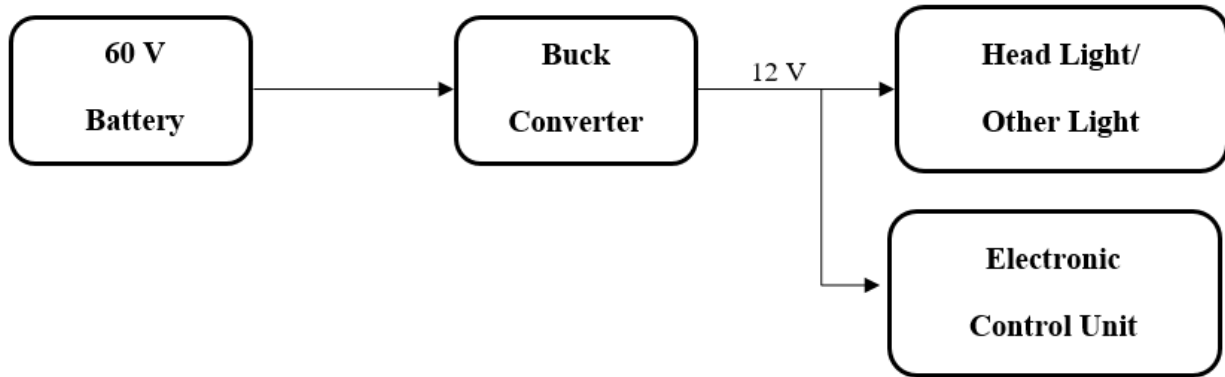 60 V
Battery
Buck
Converter
12 V
Head Light/
Other Light
Electronic
Control Unit